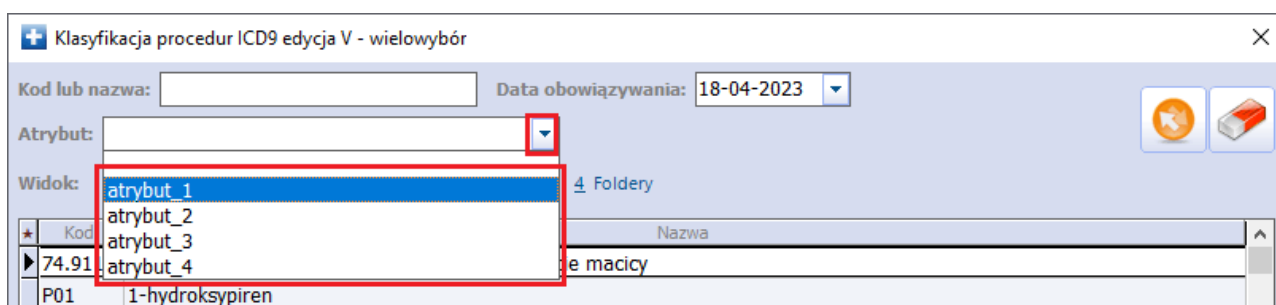 Klasyfikacja procedur ICD9 edycja V - wielowybór
Kod lub nazwa: Data obowiązywania: 18-04-2023
Atrybut:
Widok: 4 Foldery
atrybut_1
atrybut_2
atrybut_3
atrybut_4
Kod Nazwa
74.91 e macicy
P01 1-hydroksypiren